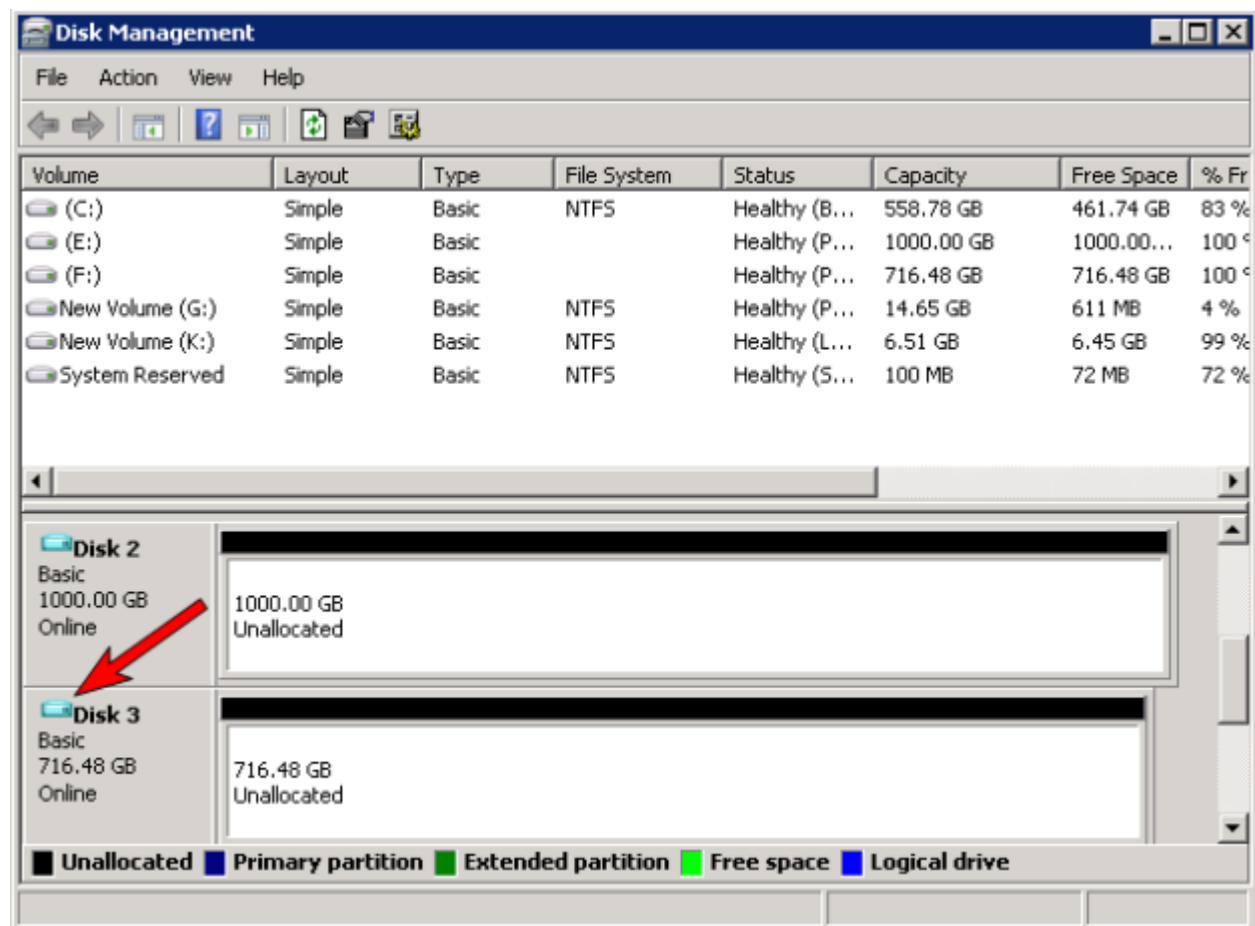 Disk Management
File Action View Help
Volume Layout Type File System Status Capacity Free Space % Fr
(C:) Simple Basic NTFS Healthy (B... 558.78 GB 461.74 GB 83 %
(E:) Simple Basic Healthy (P... 1000.00 GB 1000.00... 100 %
(F:) Simple Basic Healthy (P... 716.48 GB 716.48 GB 100 %
New Volume (G:) Simple Basic NTFS Healthy (P... 14.65 GB 611 MB 4 %
New Volume (K:) Simple Basic NTFS Healthy (L... 6.51 GB 6.45 GB 99 %
System Reserved Simple Basic NTFS Healthy (S... 100 MB 72 MB 72 %
Disk 2
Basic
1000.00 GB
Online
1000.00 GB
Unallocated
Disk 3
Basic
716.48 GB
Online
716.48 GB
Unallocated
Unallocated Primary partition Extended partition Free space Logical drive